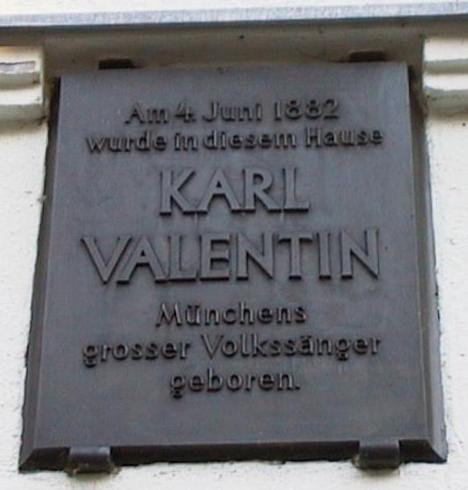 Am 4. Juni 1882
wurde in diesem Hause
KARL
VALENTIN
Münchens
grosser Volkssänger
geboren.